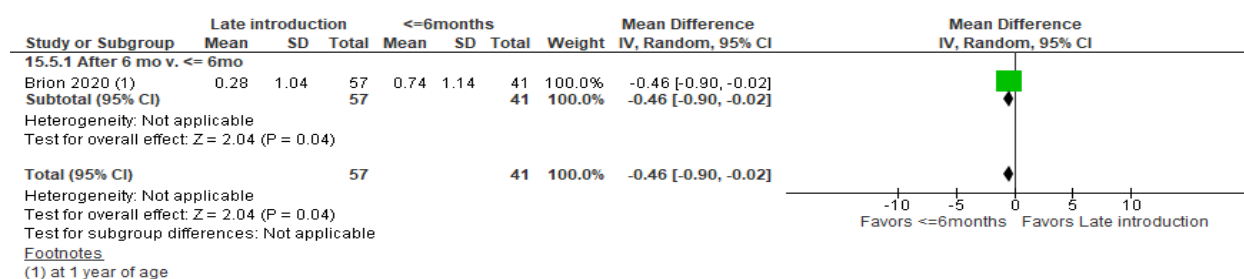 Late introduction <=6months Mean Difference Mean Difference
Study or Subgroup Mean SD Total Mean SD Total Weight IV, Random, 95% CI IV, Random, 95% CI
15.5.1 After 6 mo v. <= 6mo
Brion 2020 (1) 0.28 1.04 57 0.74 1.14 41 100.0% -0.46 [-0.90, -0.02]
Subtotal (95% CI) 57 41 100.0% -0.46 [-0.90, -0.02]
Heterogeneity: Not applicable
Test for overall effect: Z = 2.04 (P = 0.04)
Total (95% CI) 57 41 100.0% -0.46 [-0.90, -0.02]
Heterogeneity: Not applicable
Test for overall effect: Z = 2.04 (P = 0.04)
Test for subgroup differences: Not applicable
-10 -5 0 5 10
Favors <=6months Favors Late introduction
Footnotes
(1) at 1 year of age